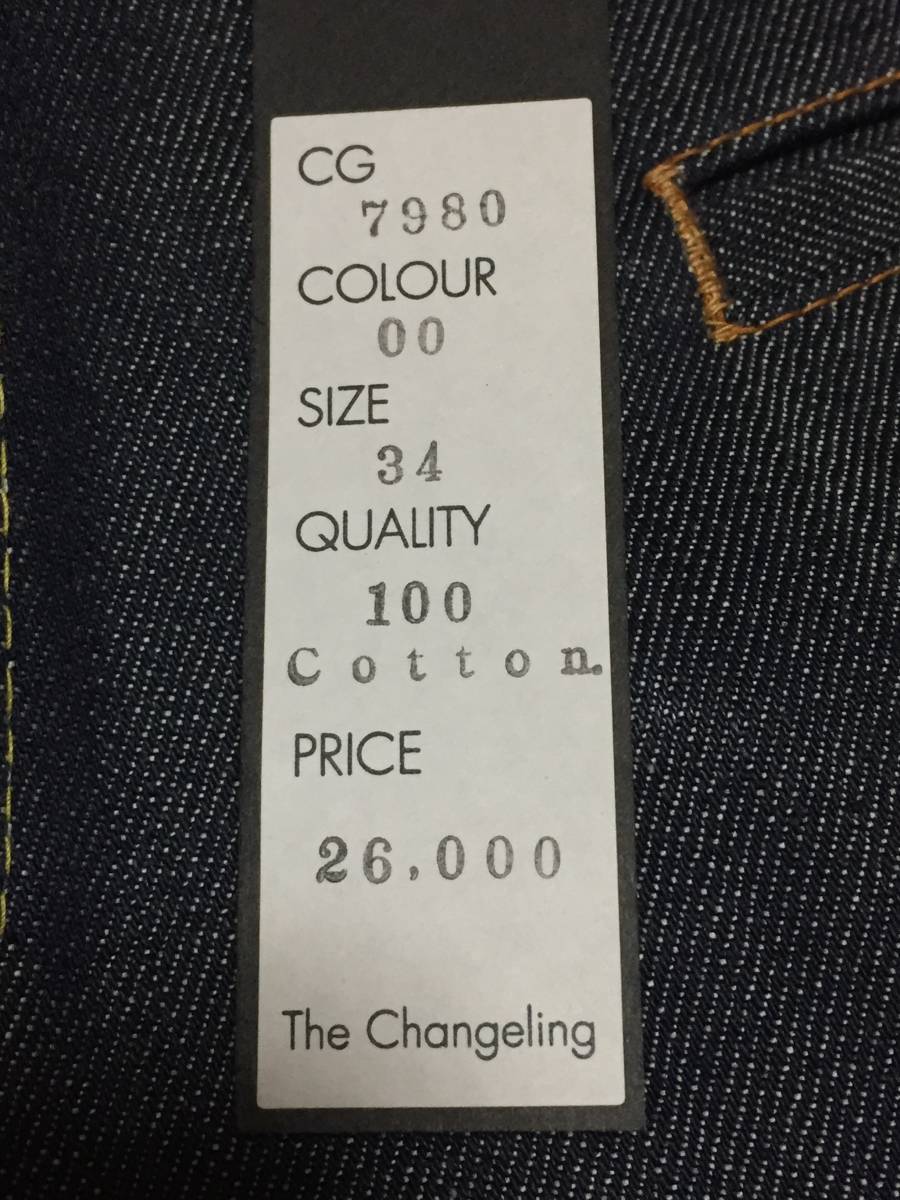 CG
7980
COLOUR
00
SIZE
34
QUALITY
100
Cotton.
PRICE
26,000
The Changeling